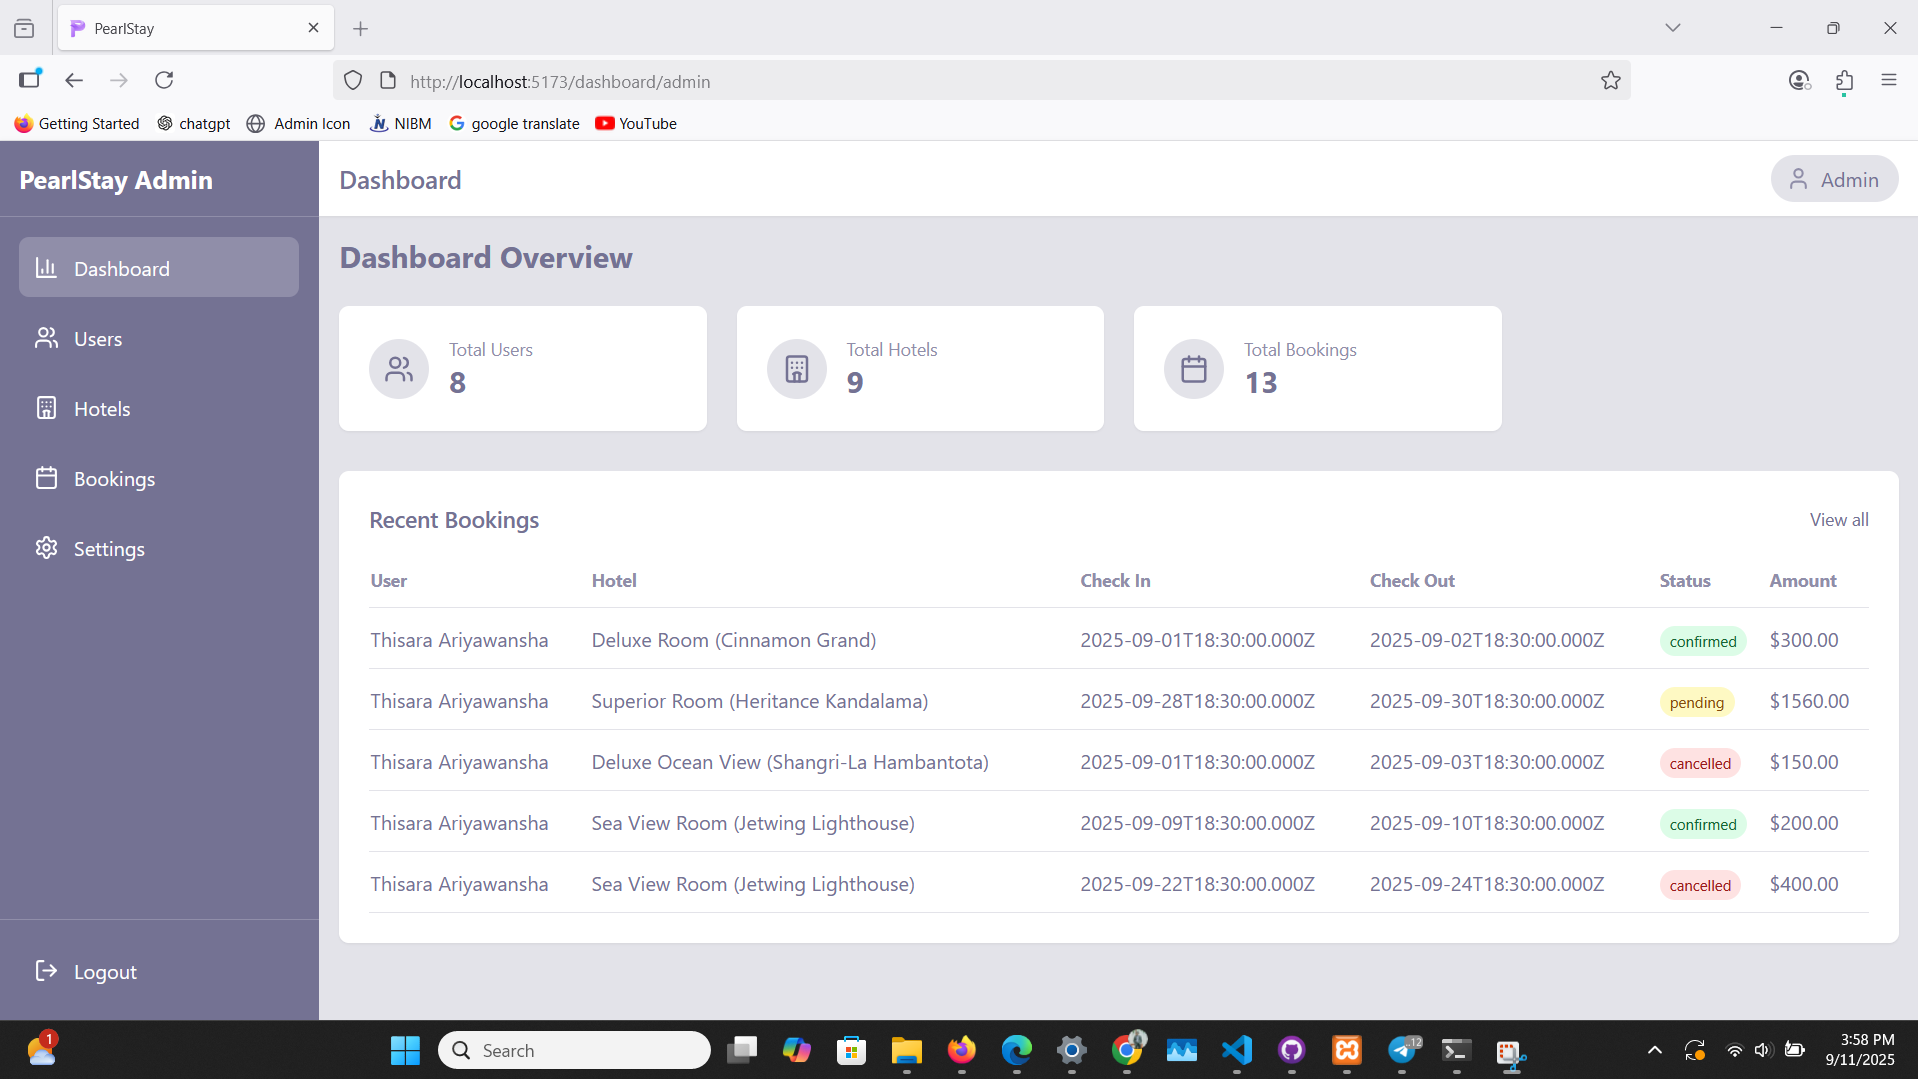 PearlStay
http://localhost:5173/dashboard/admin
Getting Started chatgpt Admin Icon NIBM google translate YouTube
PearlStay Admin
Dashboard
Users
Hotels
Bookings
Settings
Logout
Dashboard
Admin
Dashboard Overview
Total Users
8
Total Hotels
9
Total Bookings
13
Recent Bookings
View all
User Hotel Check In Check Out Status Amount
Thisara Ariyawansha Deluxe Room (Cinnamon Grand) 2025-09-01T18:30:00.000Z 2025-09-02T18:30:00.000Z confirmed $300.00
Thisara Ariyawansha Superior Room (Heritance Kandalama) 2025-09-28T18:30:00.000Z 2025-09-30T18:30:00.000Z pending $1560.00
Thisara Ariyawansha Deluxe Ocean View (Shangri-La Hambantota) 2025-09-01T18:30:00.000Z 2025-09-03T18:30:00.000Z cancelled $150.00
Thisara Ariyawansha Sea View Room (Jetwing Lighthouse) 2025-09-09T18:30:00.000Z 2025-09-10T18:30:00.000Z confirmed $200.00
Thisara Ariyawansha Sea View Room (Jetwing Lighthouse) 2025-09-22T18:30:00.000Z 2025-09-24T18:30:00.000Z cancelled $400.00
1
Search
12
3:58 PM
9/11/2025